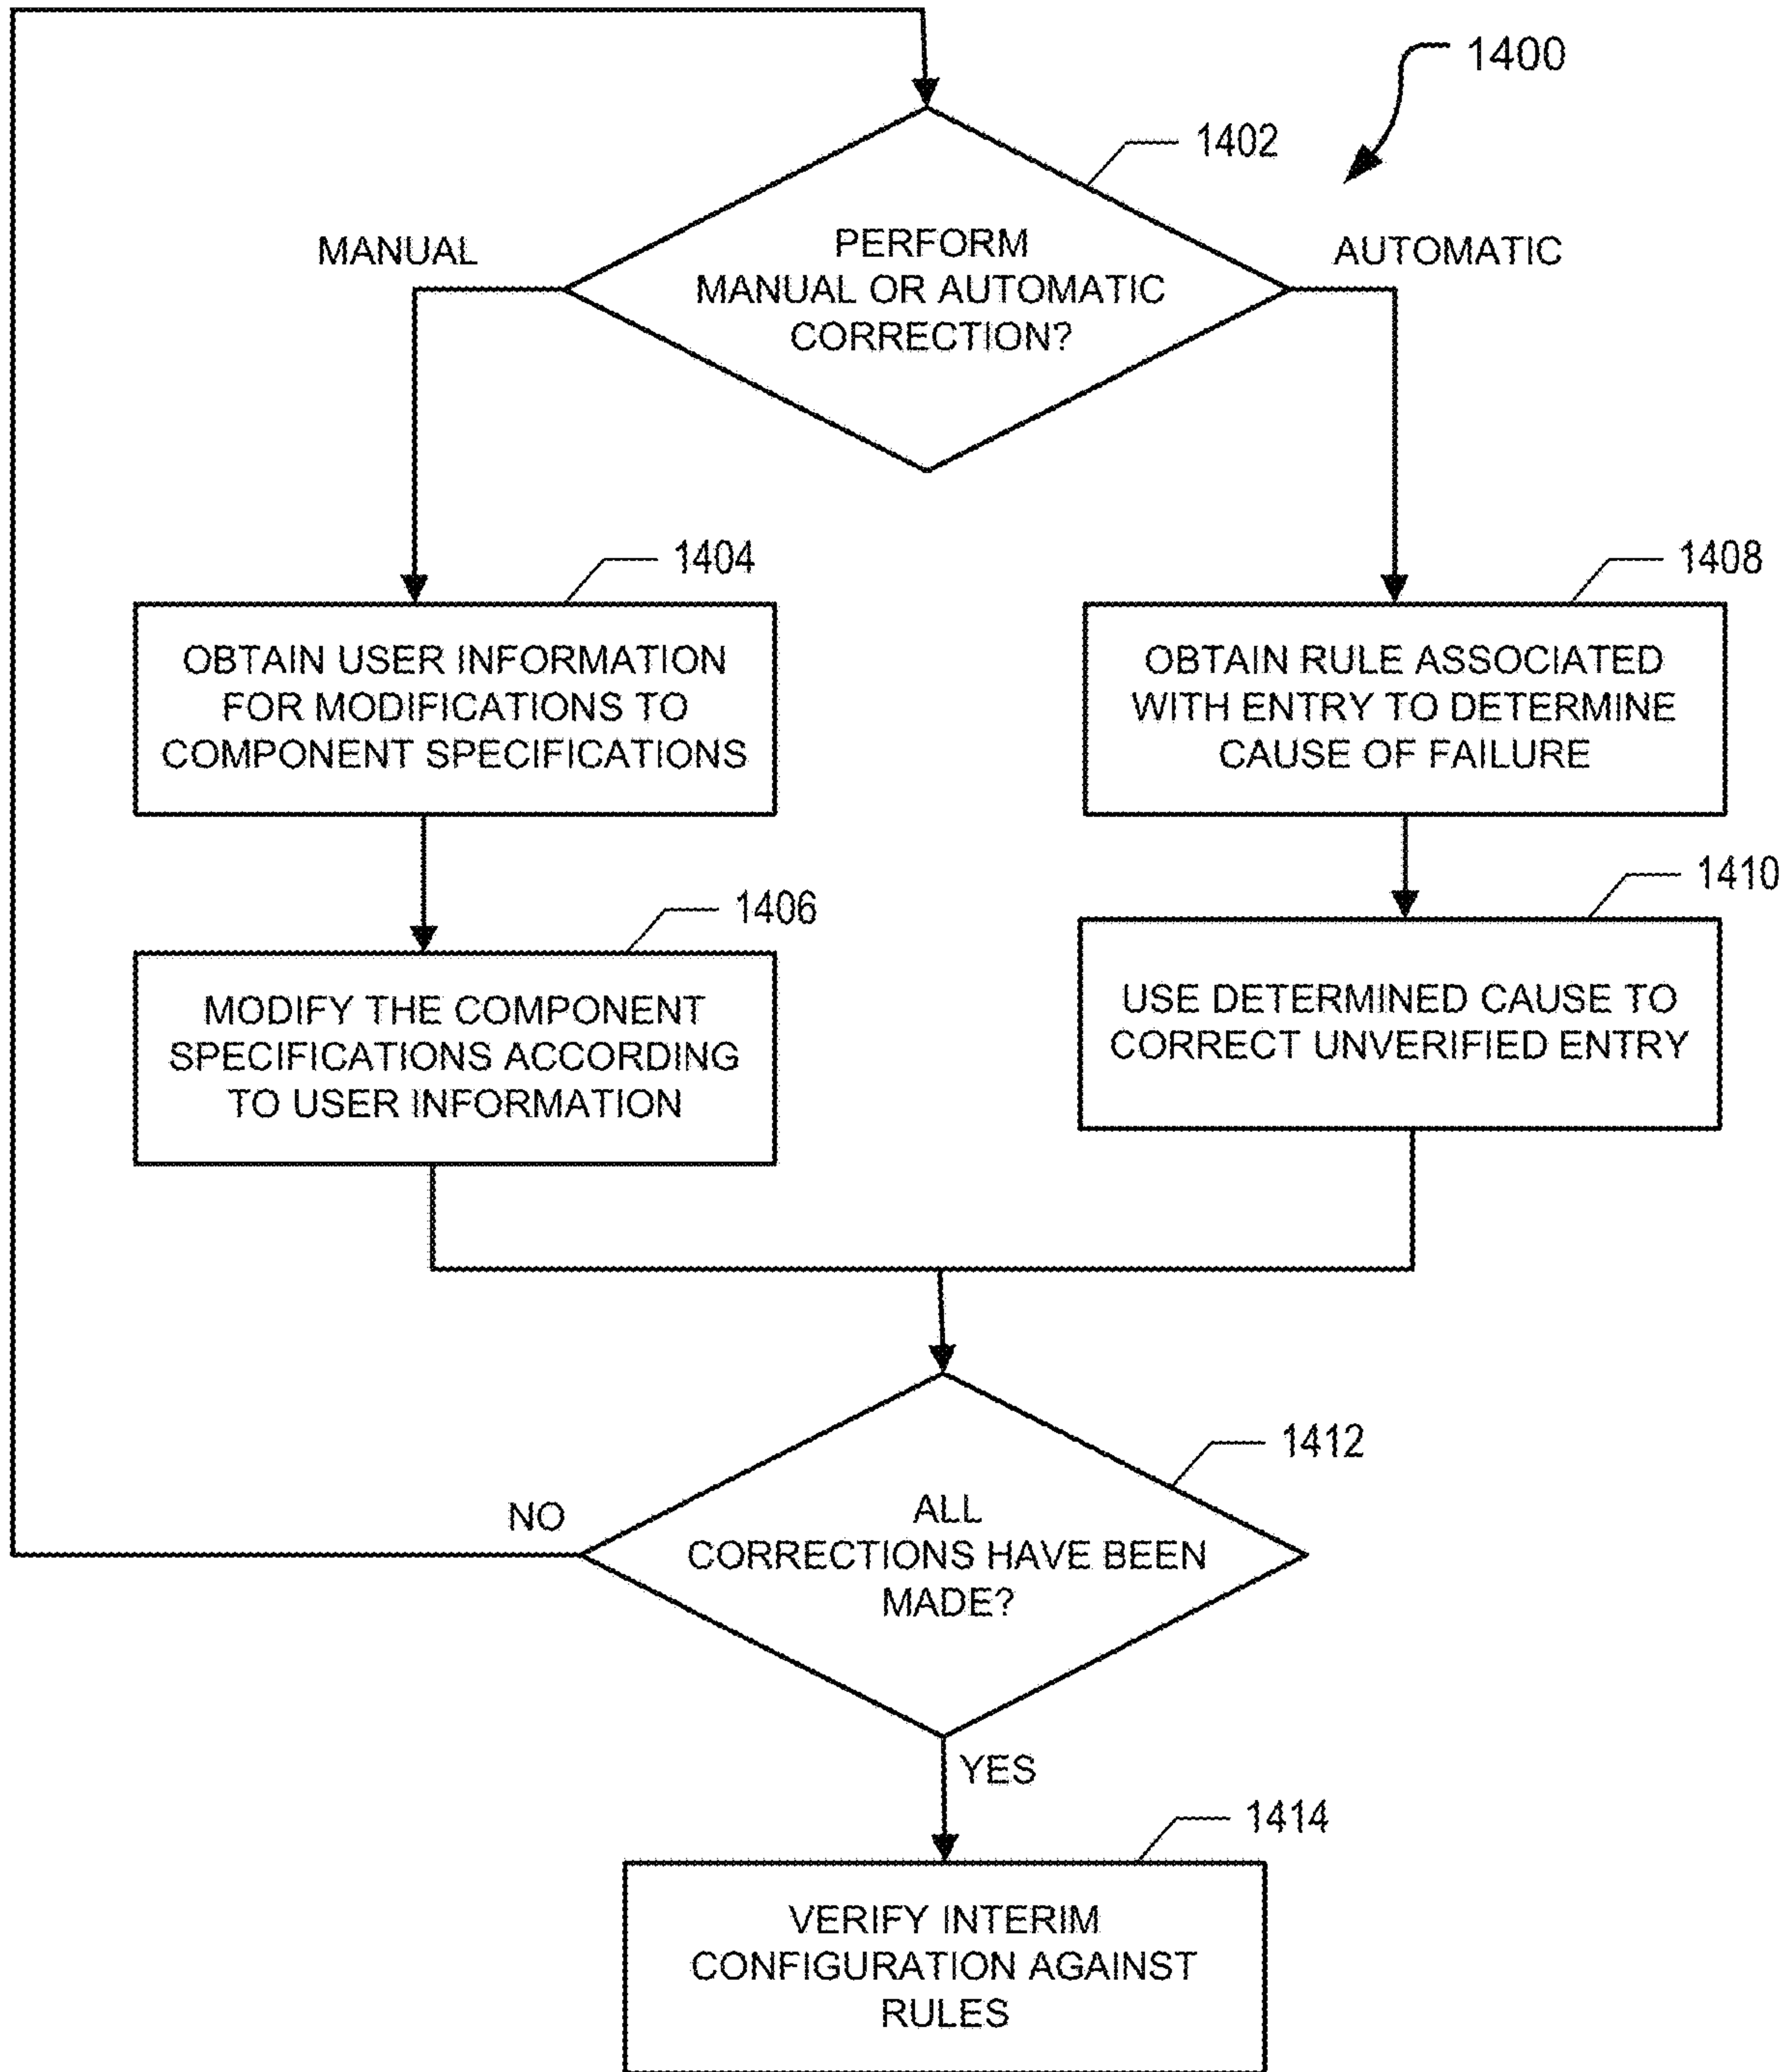 1400
1402
PERFORM
MANUAL OR AUTOMATIC
CORRECTION?
MANUAL
AUTOMATIC
1404
OBTAIN USER INFORMATION
FOR MODIFICATIONS TO
COMPONENT SPECIFICATIONS
1408
OBTAIN RULE ASSOCIATED
WITH ENTRY TO DETERMINE
CAUSE OF FAILURE
1406
MODIFY THE COMPONENT
SPECIFICATIONS ACCORDING
TO USER INFORMATION
1410
USE DETERMINED CAUSE TO
CORRECT UNVERIFIED ENTRY
1412
ALL
CORRECTIONS HAVE BEEN
MADE?
NO
YES
1414
VERIFY INTERIM
CONFIGURATION AGAINST
RULES